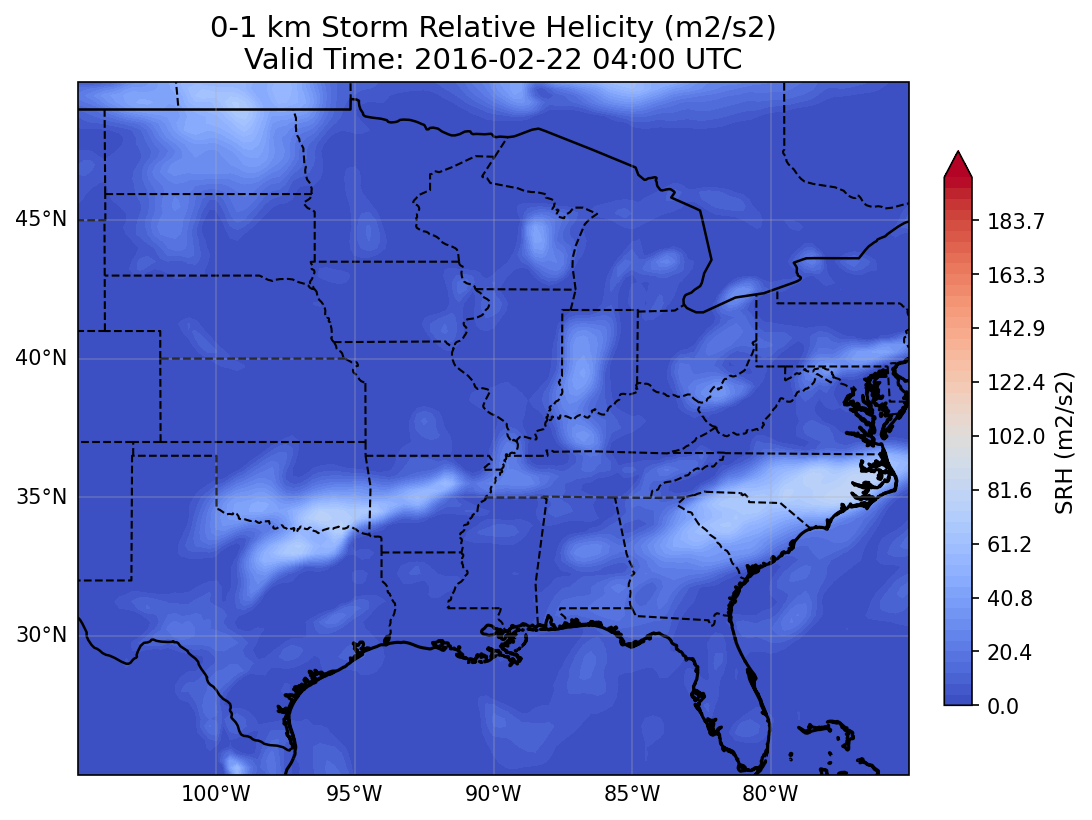 0-1 km Storm Relative Helicity (m2/s2)
Valid Time: 2016-02-22 04:00 UTC
45°N
40°N
35°N
30°N
100°W
95°W
90°W
85°W
80°W
183.7
163.3
142.9
122.4
102.0
81.6
61.2
40.8
20.4
0.0
SRH (m2/s2)